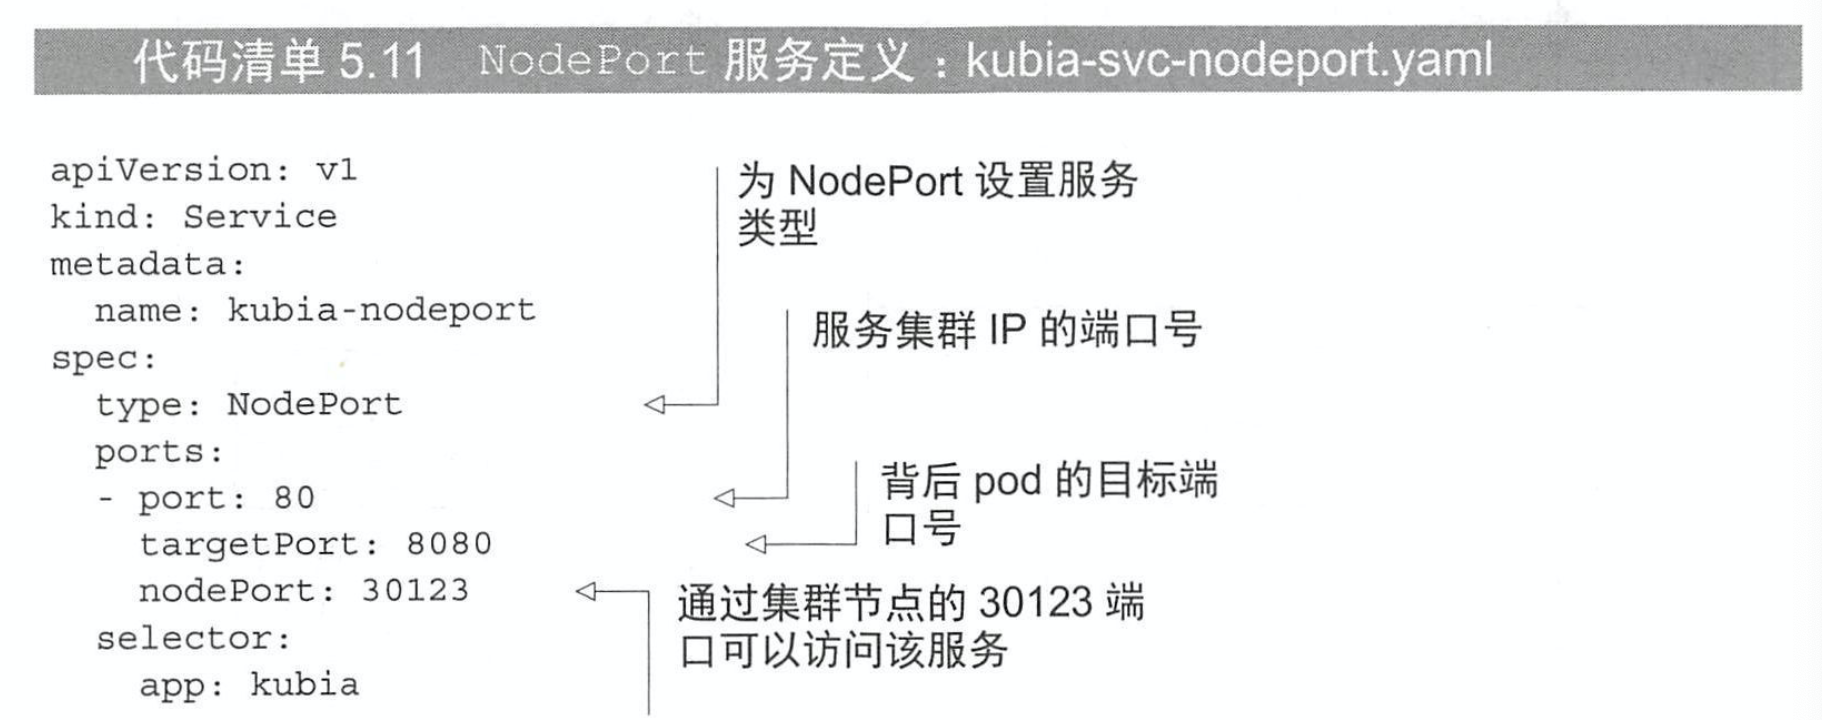 代码清单 5.11 NodePort 服务定义：kubia-svc-nodeport.yaml
apiVersion: v1
kind: Service
metadata:
  name: kubia-nodeport
spec:
  type: NodePort
  ports:
  - port: 80
    targetPort: 8080
    nodePort: 30123
  selector:
    app: kubia
为 NodePort 设置服务
类型
服务集群 IP 的端口号
背后 pod 的目标端
口号
通过集群节点的 30123 端
口可以访问该服务